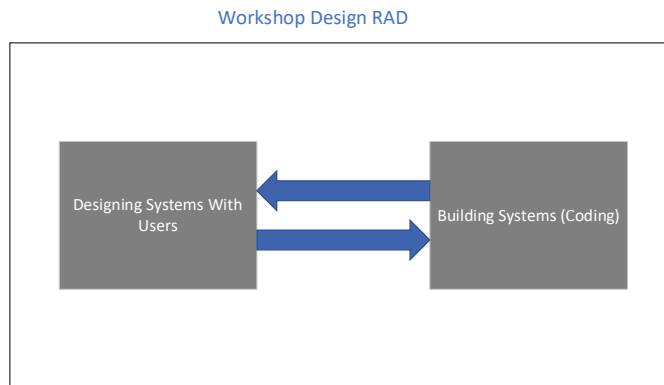 Workshop Design RAD
Designing Systems With
Users
Building Systems (Coding)